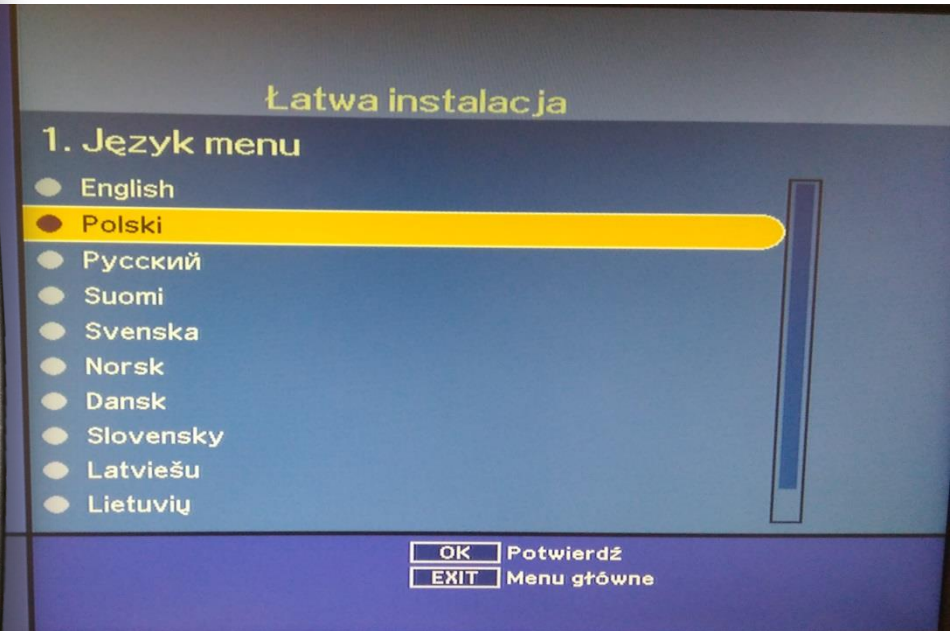 Łatwa instalacja
1. Język menu
English
Polski
Русский
Suomi
Svenska
Norsk
Dansk
Slovensky
Latviešu
Lietuvių
OK Potwierdź
EXIT Menu główne